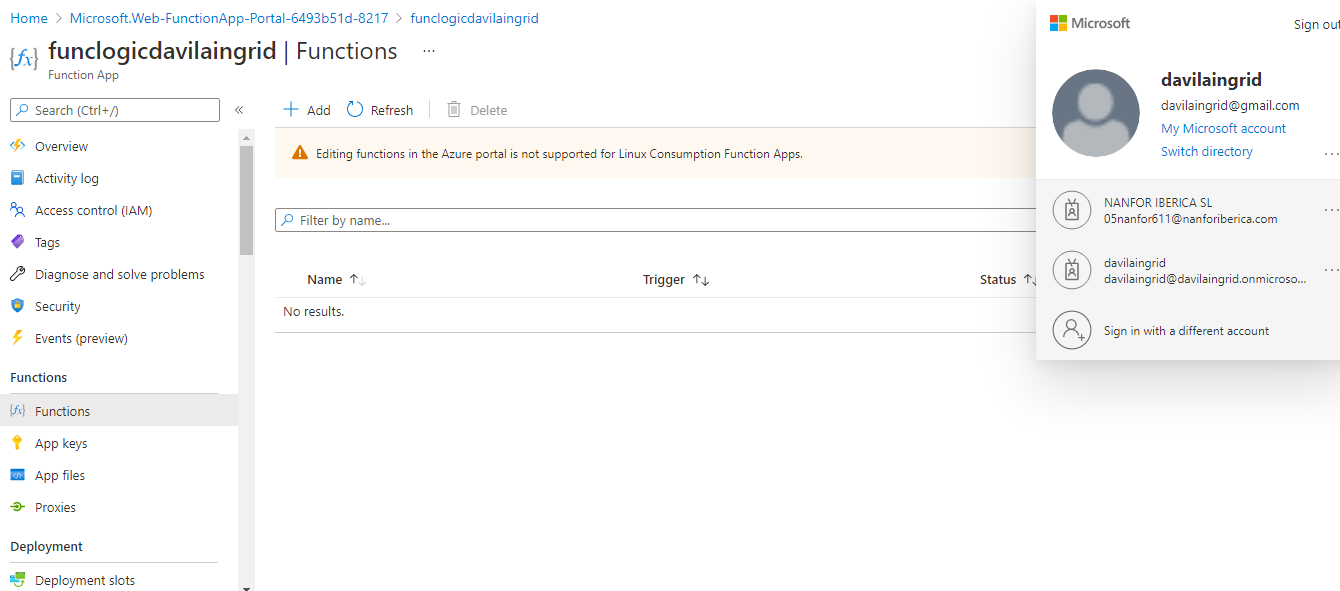 Home > Microsoft.Web-FunctionApp-Portal-6493b51d-8217 > funclogicdavilaingrid
{fx} funclogicdavilaingrid | Functions ...
Function App
Search (Ctrl+/) «
Overview
Activity log
Access control (IAM)
Tags
Diagnose and solve problems
Security
Events (preview)
Functions
Functions
App keys
App files
Proxies
Deployment
Deployment slots
+ Add Refresh Delete
Editing functions in the Azure portal is not supported for Linux Consumption Function Apps.
Filter by name...
Name ↑↓ Trigger ↑↓ Status ↑↓
No results.
Microsoft Sign out
davilaingrid
davilaingrid@gmail.com
My Microsoft account
Switch directory ...
NANFOR IBERICA SL
05nanfor611@nanforiberica.com
davilaingrid
davilaingrid@davilaingrid.onmicroso...
Sign in with a different account